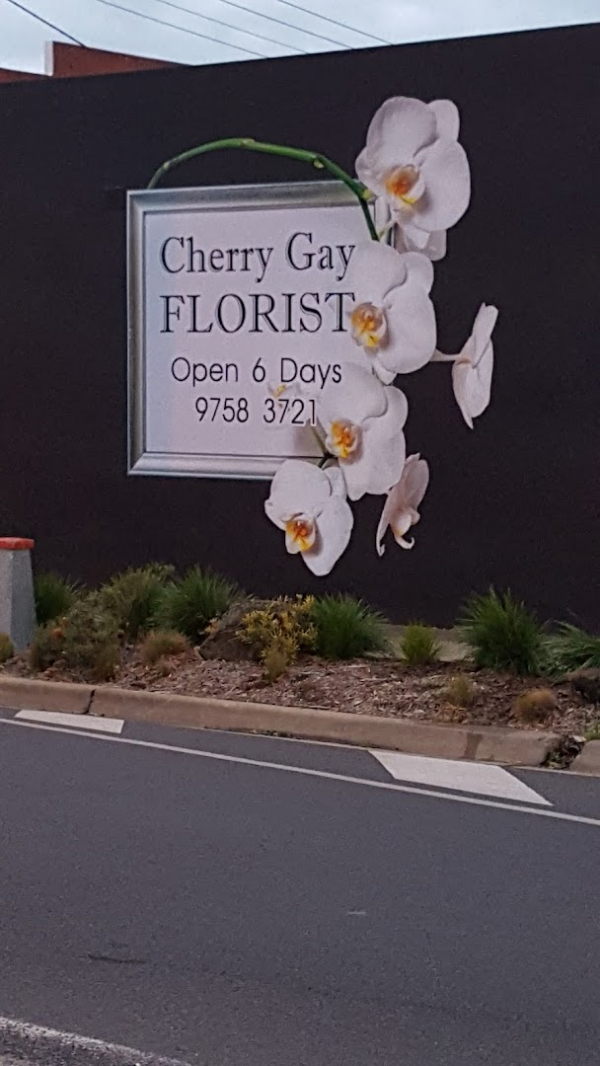 Cherry Gay
FLORIST
Open 6 Days
9758 3721